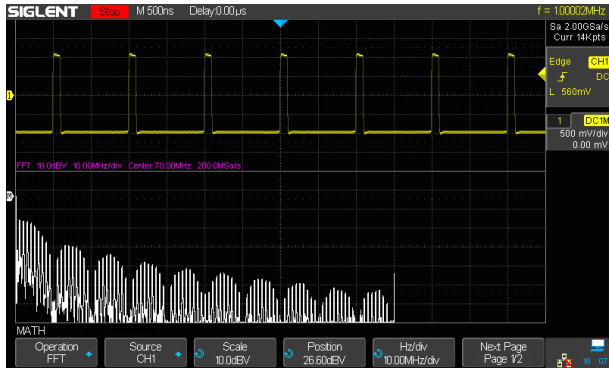 SIGLENT Stop M 500ns Delay:0.00µs f = 1.00002MHz
Sa 2.00GSa/s
Curr 14Kpts
Edge CH1
DC
L 560mV
1 DC1M
500 mV/div
0.00 mV
1
FFT 10.0dBV 10.00MHz/div Center:70.00MHz 200.0MSa/s
M
MATH
Operation
FFT
Source
CH1
Scale
10.0dBV
Position
26.60dBV
Hz/div
10.00MHz/div
Next Page
Page 1/2
18:07